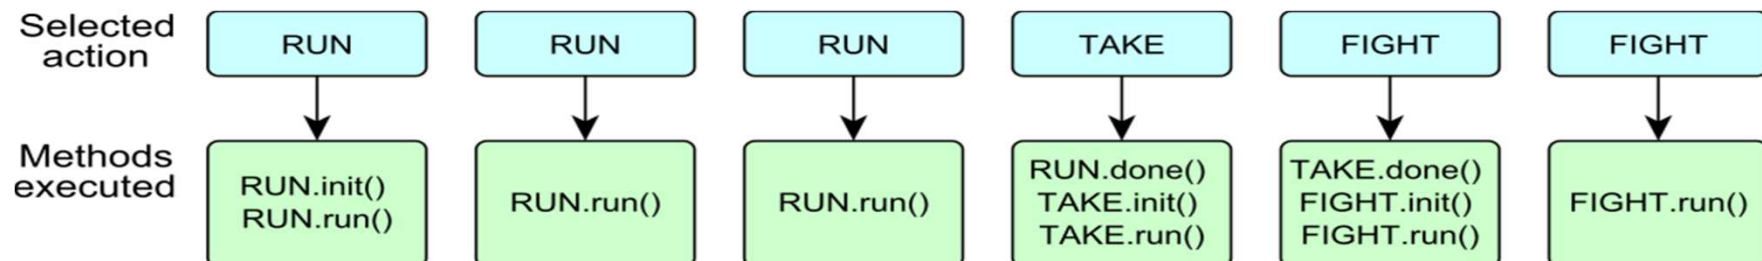 Selected
action
RUN
RUN
RUN
TAKE
FIGHT
FIGHT
Methods
executed
RUN.init()
RUN.run()
RUN.run()
RUN.run()
RUN.done()
TAKE.init()
TAKE.run()
TAKE.done()
FIGHT.init()
FIGHT.run()
FIGHT.run()